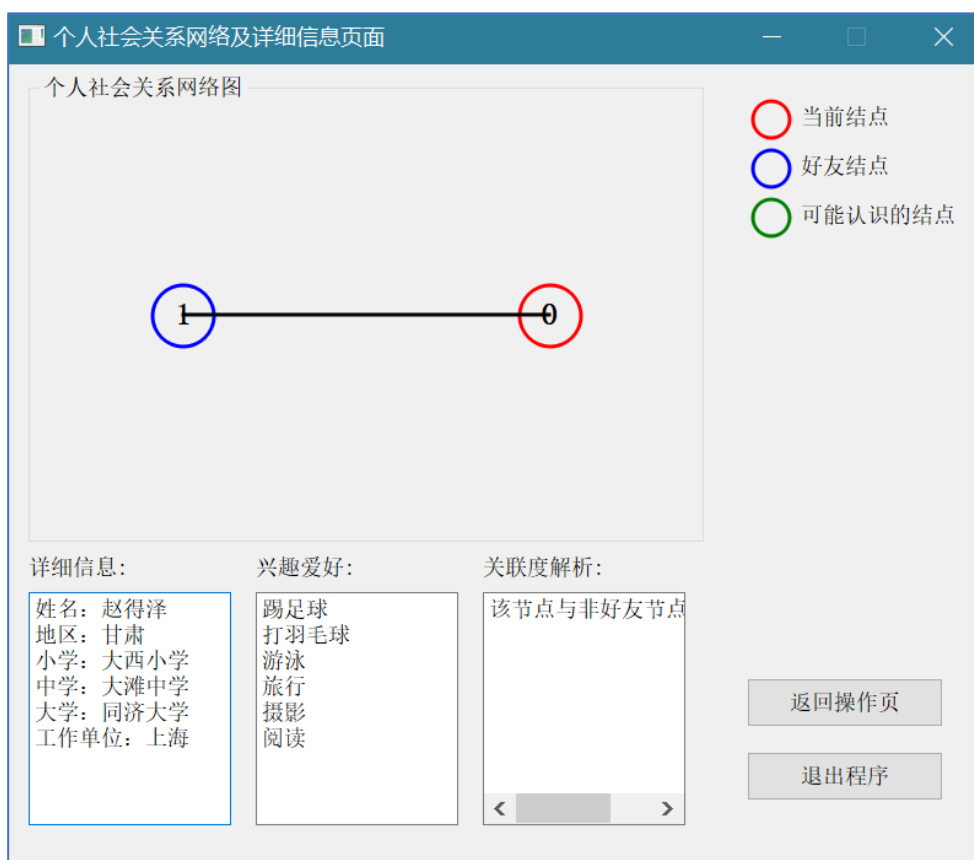 个人社会关系网络及详细信息页面
个人社会关系网络图
当前结点
好友结点
可能认识的结点
1
0
详细信息:
兴趣爱好:
关联度解析:
姓名：赵得泽
地区：甘肃
小学：大西小学
中学：大滩中学
大学：同济大学
工作单位：上海
踢足球
打羽毛球
游泳
旅行
摄影
阅读
该节点与非好友节点
返回操作页
退出程序